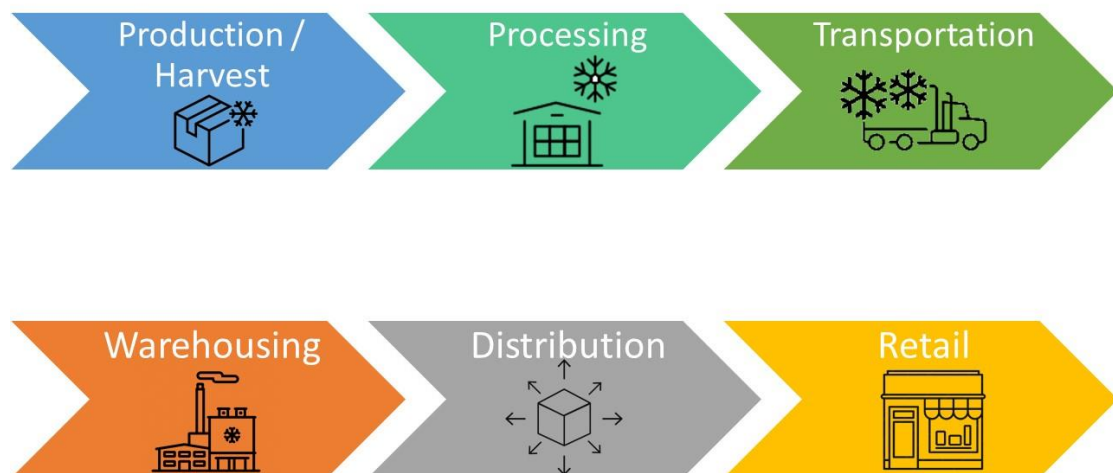 Production /
Harvest
Processing
Transportation
Warehousing
Distribution
Retail